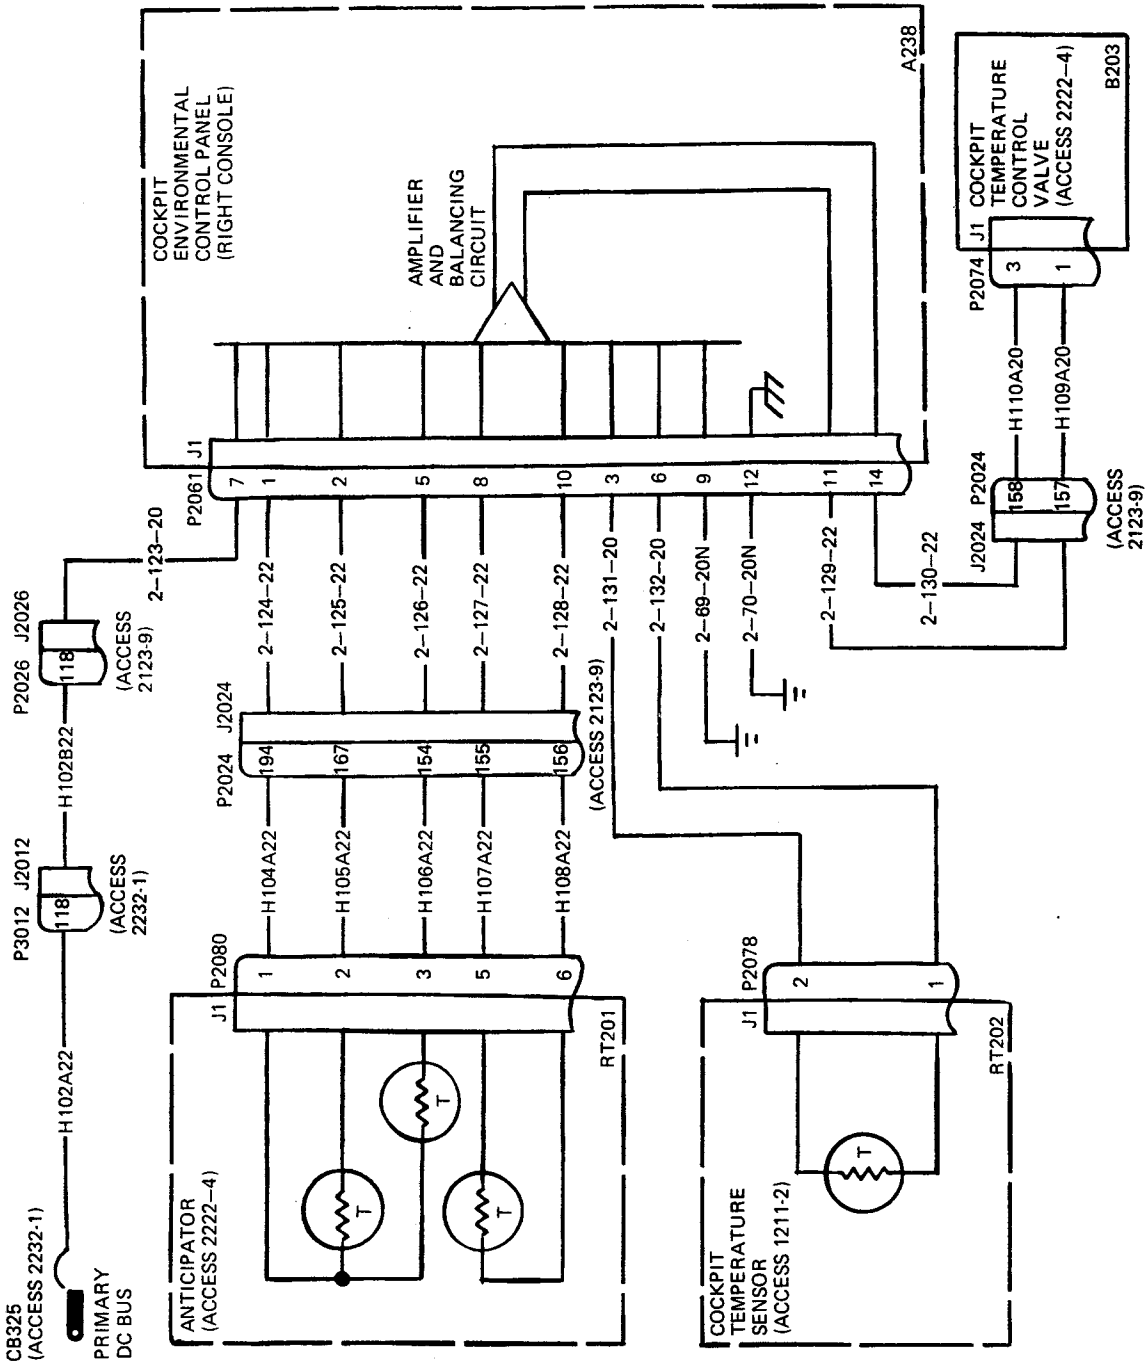 CB325
(ACCESS 2232-1)
PRIMARY
DC BUS
H102A22
P3012
J2012
118
(ACCESS
2232-1)
H102B22
P2026
J2026
118
(ACCESS
2123-9)
2-123-20
ANTICIPATOR
(ACCESS 2222-4)
T
T
T
RT201
J1
P2080
1
2
3
5
6
H104A22
H105A22
H106A22
H107A22
H108A22
P2024
J2024
194
167
154
155
156
(ACCESS 2123-9)
2-124-22
2-125-22
2-126-22
2-127-22
2-128-22
2-131-20
2-132-20
2-69-20N
2-70-20N
2-129-22
2-130-22
P2061
J1
7
1
2
5
8
10
3
6
9
12
11
14
COCKPIT
ENVIRONMENTAL
CONTROL PANEL
(RIGHT CONSOLE)
AMPLIFIER
AND
BALANCING
CIRCUIT
A238
COCKPIT
TEMPERATURE
SENSOR
(ACCESS 1211-2)
T
RT202
J1
P2078
2
1
J2024
P2024
158
157
(ACCESS
2123-9)
H110A20
H109A20
P2074
J1
3
1
COCKPIT
TEMPERATURE
CONTROL
VALVE
(ACCESS 2222-4)
B203